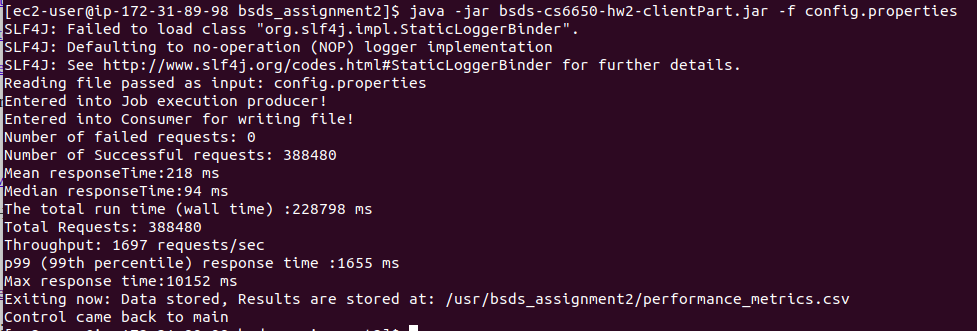 [ec2-user@ip-172-31-89-98 bsds_assignment2]$ java -jar bsds-cs6650-hw2-clientPart.jar -f config.properties
SLF4J: Failed to load class "org.slf4j.impl.StaticLoggerBinder".
SLF4J: Defaulting to no-operation (NOP) logger implementation
SLF4J: See http://www.slf4j.org/codes.html#StaticLoggerBinder for further details.
Reading file passed as input: config.properties
Entered into Job execution producer!
Entered into Consumer for writing file!
Number of failed requests: 0
Number of Successful requests: 388480
Mean responseTime:218 ms
Median responseTime:94 ms
The total run time (wall time) :228798 ms
Total Requests: 388480
Throughput: 1697 requests/sec
p99 (99th percentile) response time :1655 ms
Max response time:10152 ms
Exiting now: Data stored, Results are stored at: /usr/bsds_assignment2/performance_metrics.csv
Control came back to main